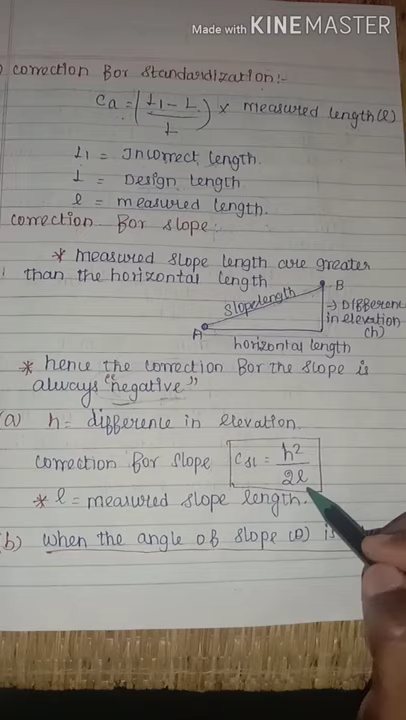 Made with KINEMASTER
correction for standardization:-
Ca = (L1 - L / L) × measured length(l)
L1 = Incorrect length.
L = Design length
l = measured length.
correction for slope:
* measured slope length are greater
than the horizontal length
B
slope length
→ Different
in elevation
(h)
A
horizontal length
* hence the correction for the slope is
always "negative"
(a) h = difference in elevation.
correction for slope Csl = h²/2l
* l = measured slope length.
(b) when the angle of slope (θ) is